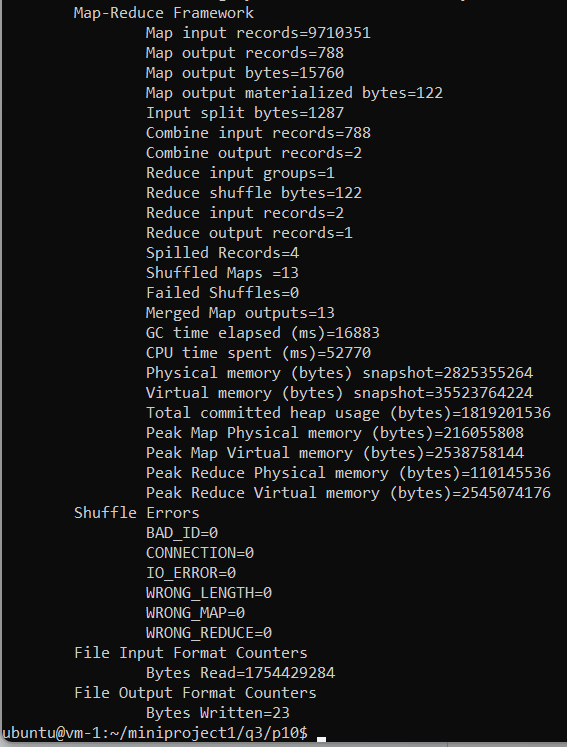 Map-Reduce Framework
Map input records=9710351
Map output records=788
Map output bytes=15760
Map output materialized bytes=122
Input split bytes=1287
Combine input records=788
Combine output records=2
Reduce input groups=1
Reduce shuffle bytes=122
Reduce input records=2
Reduce output records=1
Spilled Records=4
Shuffled Maps =13
Failed Shuffles=0
Merged Map outputs=13
GC time elapsed (ms)=16883
CPU time spent (ms)=52770
Physical memory (bytes) snapshot=2825355264
Virtual memory (bytes) snapshot=35523764224
Total committed heap usage (bytes)=1819201536
Peak Map Physical memory (bytes)=216055808
Peak Map Virtual memory (bytes)=2538758144
Peak Reduce Physical memory (bytes)=110145536
Peak Reduce Virtual memory (bytes)=2545074176
Shuffle Errors
BAD_ID=0
CONNECTION=0
IO_ERROR=0
WRONG_LENGTH=0
WRONG_MAP=0
WRONG_REDUCE=0
File Input Format Counters
Bytes Read=1754429284
File Output Format Counters
Bytes Written=23
ubuntu@vm-1:~/miniproject1/q3/p10$